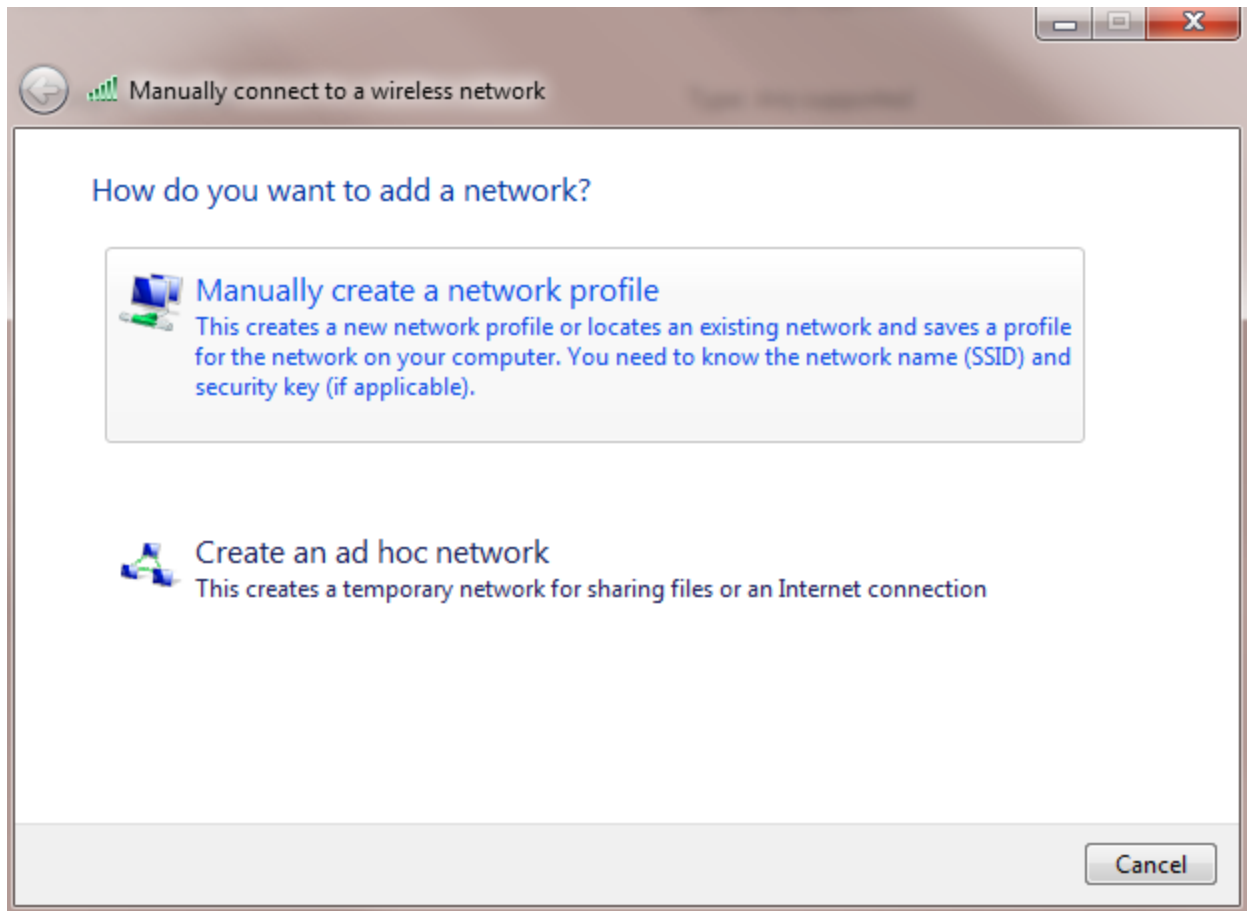 Manually connect to a wireless network
How do you want to add a network?
Manually create a network profile
This creates a new network profile or locates an existing network and saves a profile
for the network on your computer. You need to know the network name (SSID) and
security key (if applicable).
Create an ad hoc network
This creates a temporary network for sharing files or an Internet connection
Cancel